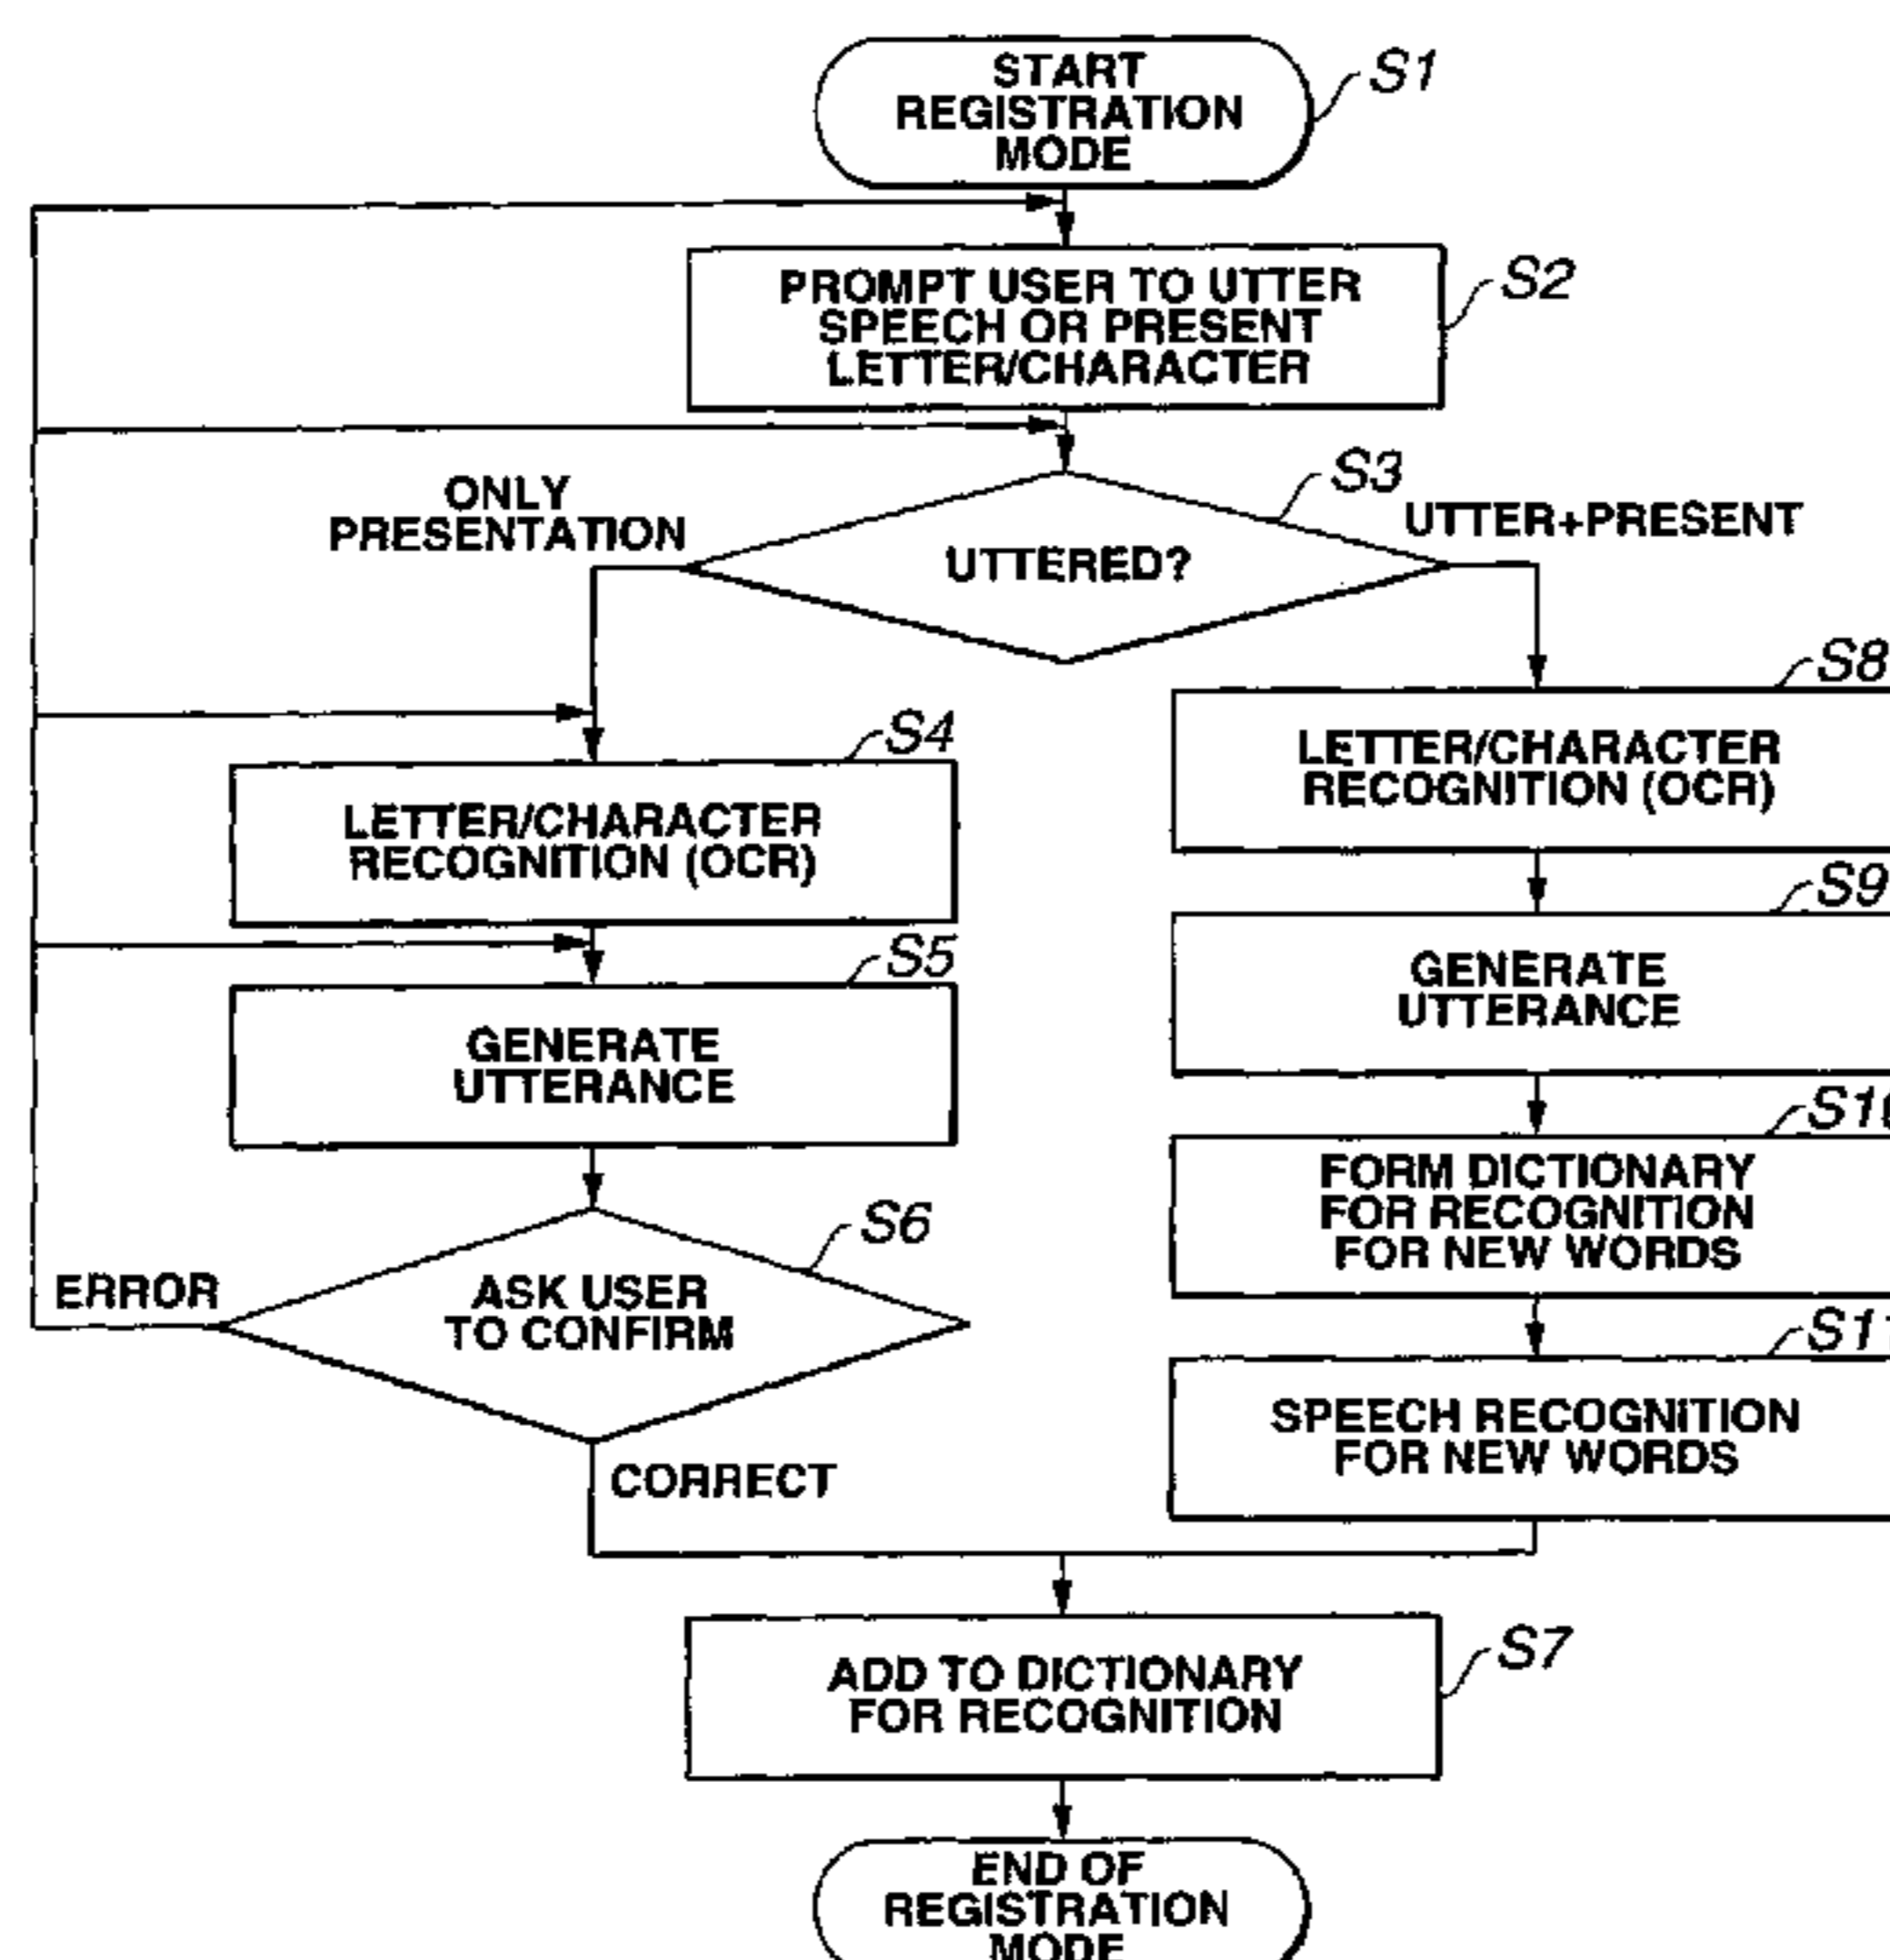 START
REGISTRATION
MODE
S1
PROMPT USER TO UTTER
SPEECH OR PRESENT
LETTER/CHARACTER
S2
ONLY
PRESENTATION
UTTERED?
S3
UTTER+PRESENT
LETTER/CHARACTER
RECOGNITION (OCR)
S4
GENERATE
UTTERANCE
S5
ASK USER
TO CONFIRM
S6
ERROR
CORRECT
LETTER/CHARACTER
RECOGNITION (OCR)
S8
GENERATE
UTTERANCE
S9
FORM DICTIONARY
FOR RECOGNITION
FOR NEW WORDS
S10
SPEECH RECOGNITION
FOR NEW WORDS
S11
ADD TO DICTIONARY
FOR RECOGNITION
S7
END OF
REGISTRATION
MODE